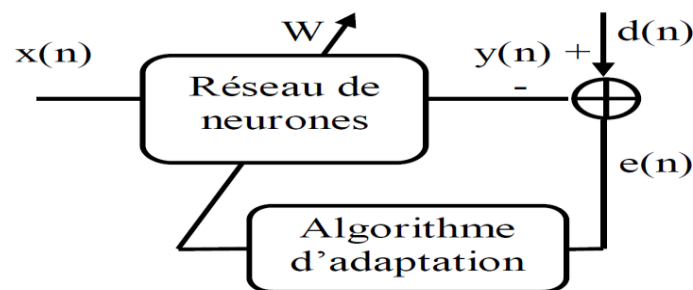 W
x(n)
y(n) +
d(n)
-
Réseau de
neurones
e(n)
Algorithme
d'adaptation